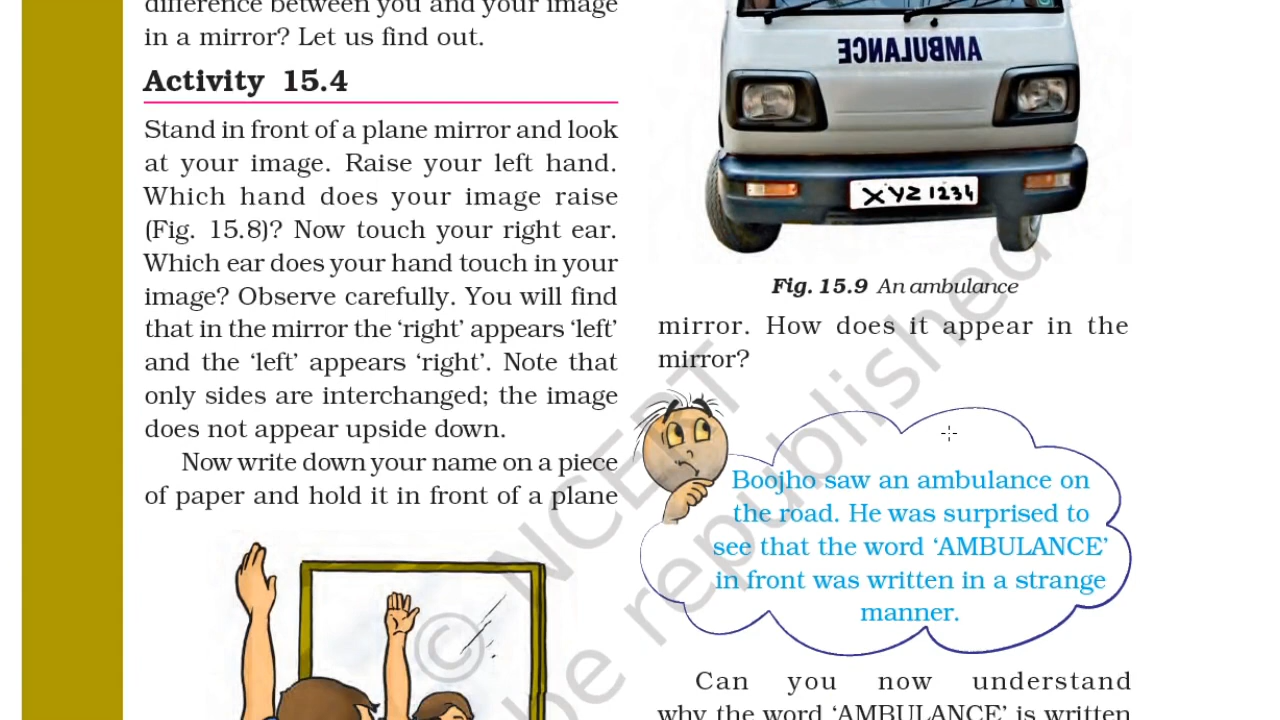 difference between you and your image
in a mirror? Let us find out.
Activity 15.4
Stand in front of a plane mirror and look
at your image. Raise your left hand.
Which hand does your image raise
(Fig. 15.8)? Now touch your right ear.
Which ear does your hand touch in your
image? Observe carefully. You will find
that in the mirror the ‘right’ appears ‘left’
and the ‘left’ appears ‘right’. Note that
only sides are interchanged; the image
does not appear upside down.
Now write down your name on a piece
of paper and hold it in front of a plane
AMBULANCE
XYZ 1234
Fig. 15.9 An ambulance
mirror. How does it appear in the
mirror?
Boojho saw an ambulance on
the road. He was surprised to
see that the word ‘AMBULANCE’
in front was written in a strange
manner.
Can you now understand
why the word ‘AMBULANCE’ is written
© NCERT
be republished